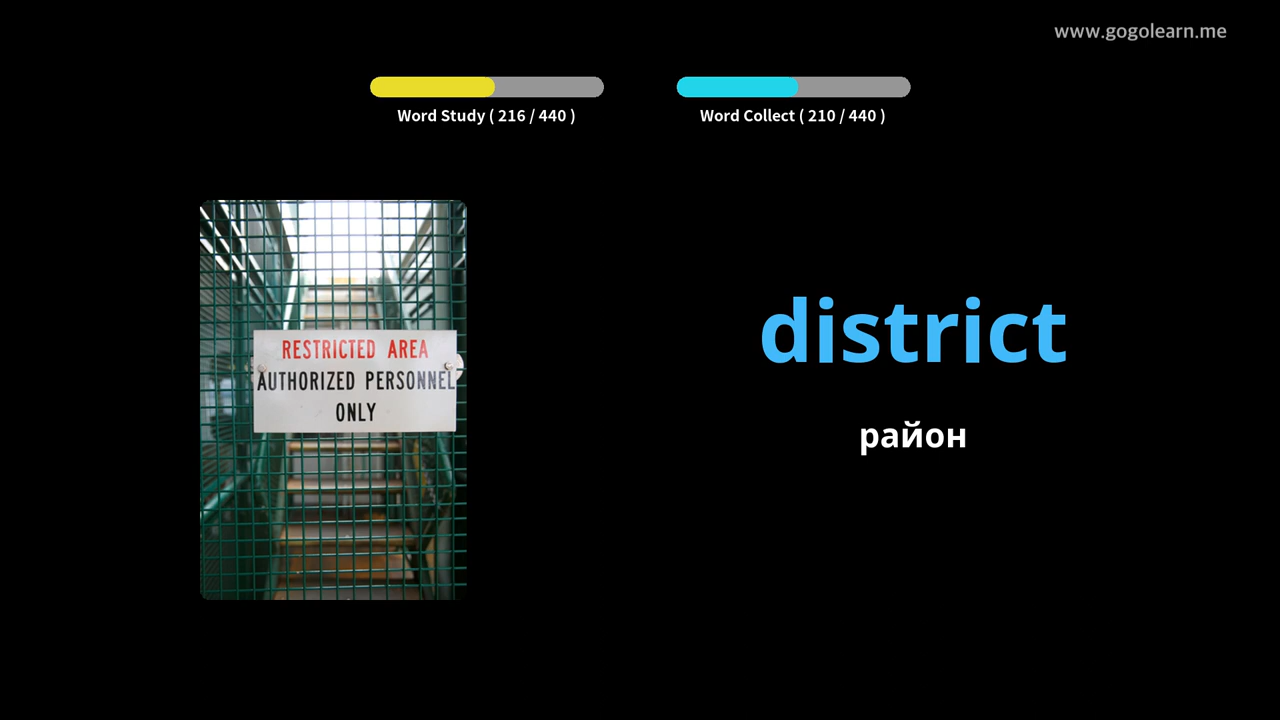 www.gogolearn.me
Word Study ( 216 / 440 )
Word Collect ( 210 / 440 )
RESTRICTED AREA
AUTHORIZED PERSONNEL
ONLY
district
район